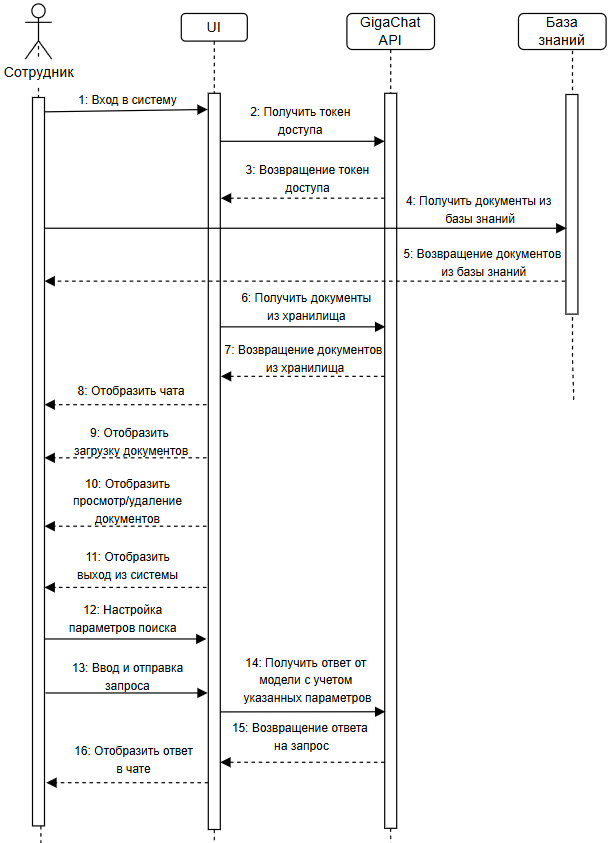 Сотрудник
UI
GigaChat
API
База
знаний
1: Вход в систему
2: Получить токен
доступа
3: Возвращение токен
доступа
4: Получить документы из
базы знаний
5: Возвращение документов
из базы знаний
6: Получить документы
из хранилища
7: Возвращение документов
из хранилища
8: Отобразить чата
9: Отобразить
загрузку документов
10: Отобразить
просмотр/удаление
документов
11: Отобразить
выход из системы
12: Настройка
параметров поиска
13: Ввод и отправка
запроса
14: Получить ответ от
модели с учетом
указанных параметров
15: Возвращение ответа
на запрос
16: Отобразить ответ
в чате